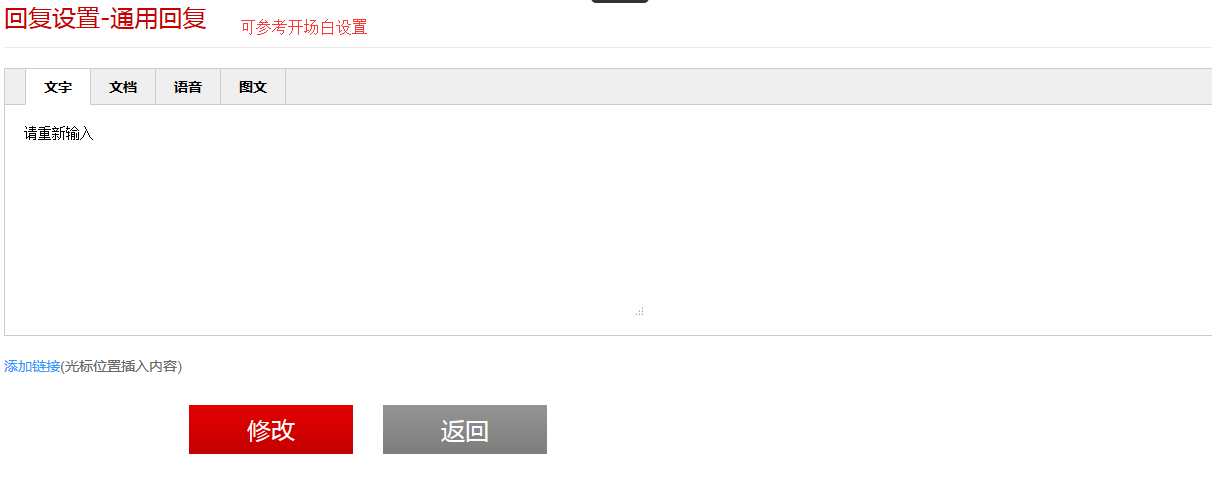 回复设置-通用回复 可参考开场白设置
文字 文档 语音 图文
请重新输入
添加链接(光标位置插入内容)
修改 返回